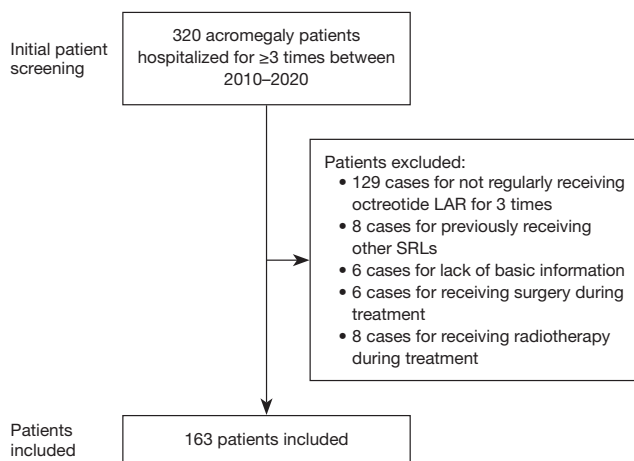 Initial patient
screening
320 acromegaly patients
hospitalized for ≥3 times between
2010–2020
Patients excluded:
• 129 cases for not regularly receiving
octreotide LAR for 3 times
• 8 cases for previously receiving
other SRLs
• 6 cases for lack of basic information
• 6 cases for receiving surgery during
treatment
• 8 cases for receiving radiotherapy
during treatment
Patients
included
163 patients included